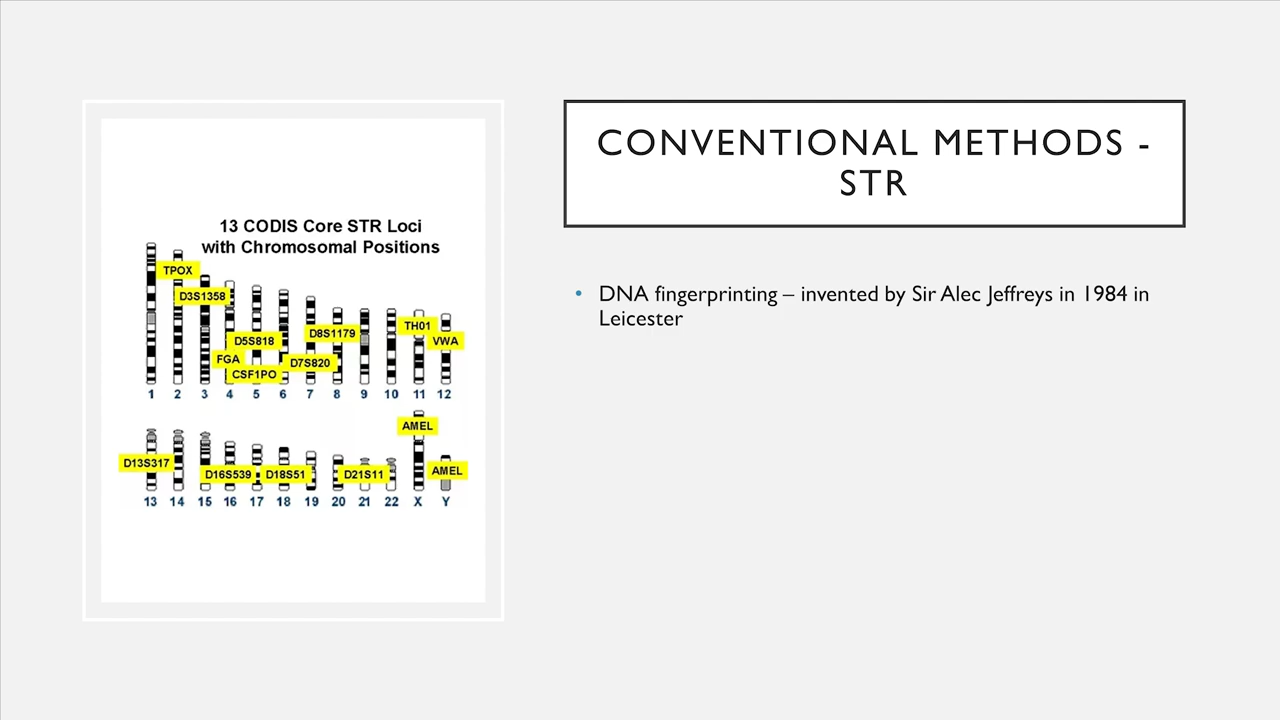 CONVENTIONAL METHODS -
STR
13 CODIS Core STR Loci
with Chromosomal Positions
TPOX
D3S1358
D8S1179
TH01
D5S818
VWA
FGA
D7S820
CSF1PO
1 2 3 4 5 6 7 8 9 10 11 12
AMEL
D13S317
D16S539
D18S51
D21S11
AMEL
13 14 15 16 17 18 19 20 21 22 X Y
• DNA fingerprinting – invented by Sir Alec Jeffreys in 1984 in
Leicester